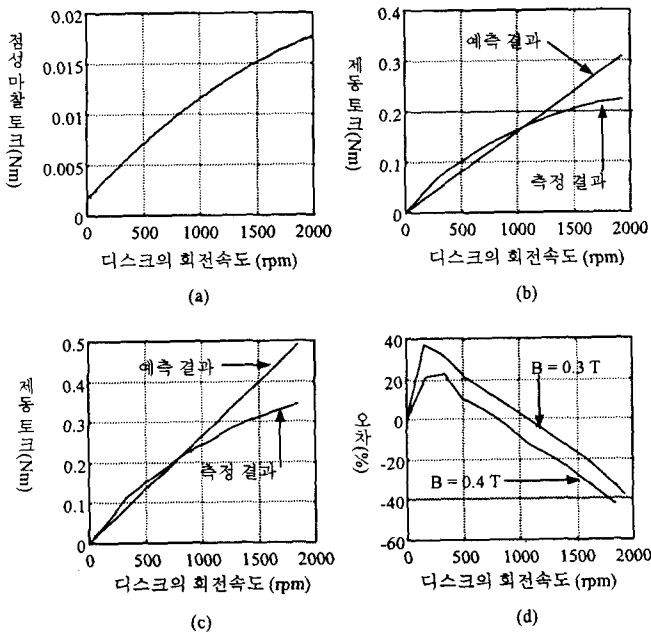 점성 마찰 토크(Nm)
0.02
0.015
0.01
0.005
0
0 500 1000 1500 2000
디스크의 회전속도 (rpm)
(a)
제동 토크(Nm)
0.4
0.3
0.2
0.1
0
예측 결과
측정 결과
0 500 1000 1500 2000
디스크의 회전속도 (rpm)
(b)
제동 토크(Nm)
0.5
0.4
0.3
0.2
0.1
0
예측 결과
측정 결과
0 500 1000 1500 2000
디스크의 회전속도 (rpm)
(c)
오차(%)
40
20
0
-20
-40
-60
B = 0.3 T
B = 0.4 T
0 500 1000 1500 2000
디스크의 회전속도 (rpm)
(d)